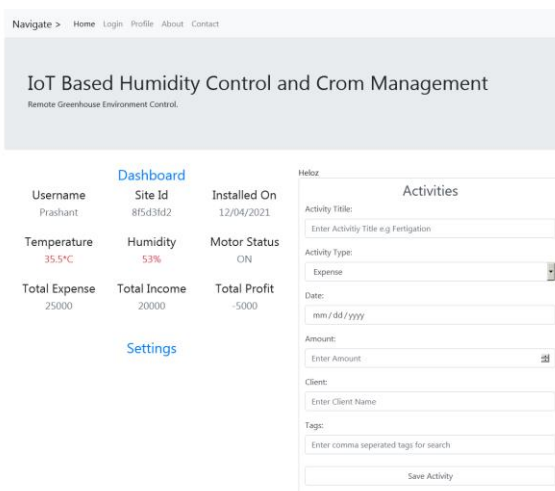 Navigate > Home Login Profile About Contact
IoT Based Humidity Control and Crom Management
Remote Greenhouse Environment Control.
Dashboard
Username Site Id Installed On
Prashant 8f5d3fd2 12/04/2021
Temperature Humidity Motor Status
35.5°C 53% ON
Total Expense Total Income Total Profit
25000 20000 -5000
Settings
Heloz
Activities
Activity Titile:
Enter Activitiy Title e.g Fertigation
Activity Type:
Expense
Date:
mm/dd/yyyy
Amount:
Enter Amount
Client:
Enter Client Name
Tags:
Enter comma seperated tags for search
Save Activity